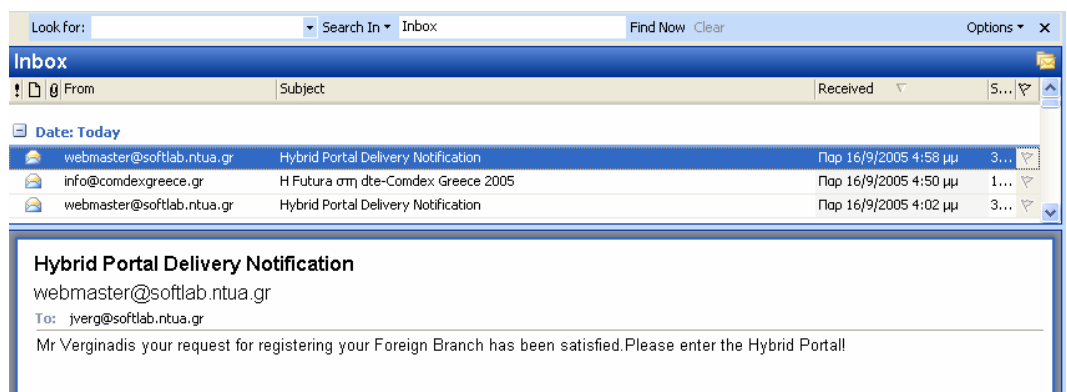 Look for: Search In Inbox Find Now Clear Options x
Inbox
! From Subject Received S...
Date: Today
webmaster@softlab.ntua.gr Hybrid Portal Delivery Notification Παρ 16/9/2005 4:58 μμ 3...
info@comdexgreece.gr Η Futura στη dte-Comdex Greece 2005 Παρ 16/9/2005 4:50 μμ 1...
webmaster@softlab.ntua.gr Hybrid Portal Delivery Notification Παρ 16/9/2005 4:02 μμ 3...
Hybrid Portal Delivery Notification
webmaster@softlab.ntua.gr
To: jverg@softlab.ntua.gr
Mr Verginadis your request for registering your Foreign Branch has been satisfied.Please enter the Hybrid Portal!